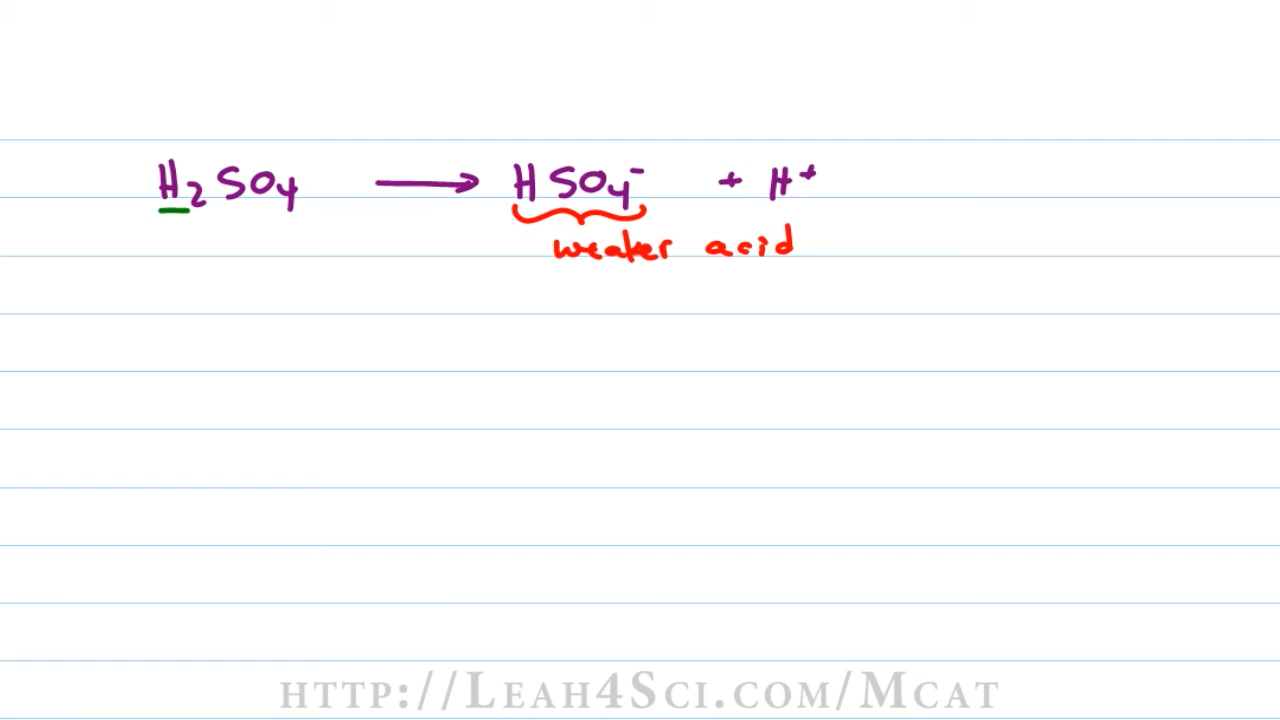 H₂SO₄ → HSO₄⁻ + H⁺
weaker acid
HTTP://LEAH4SCI.COM/MCAT